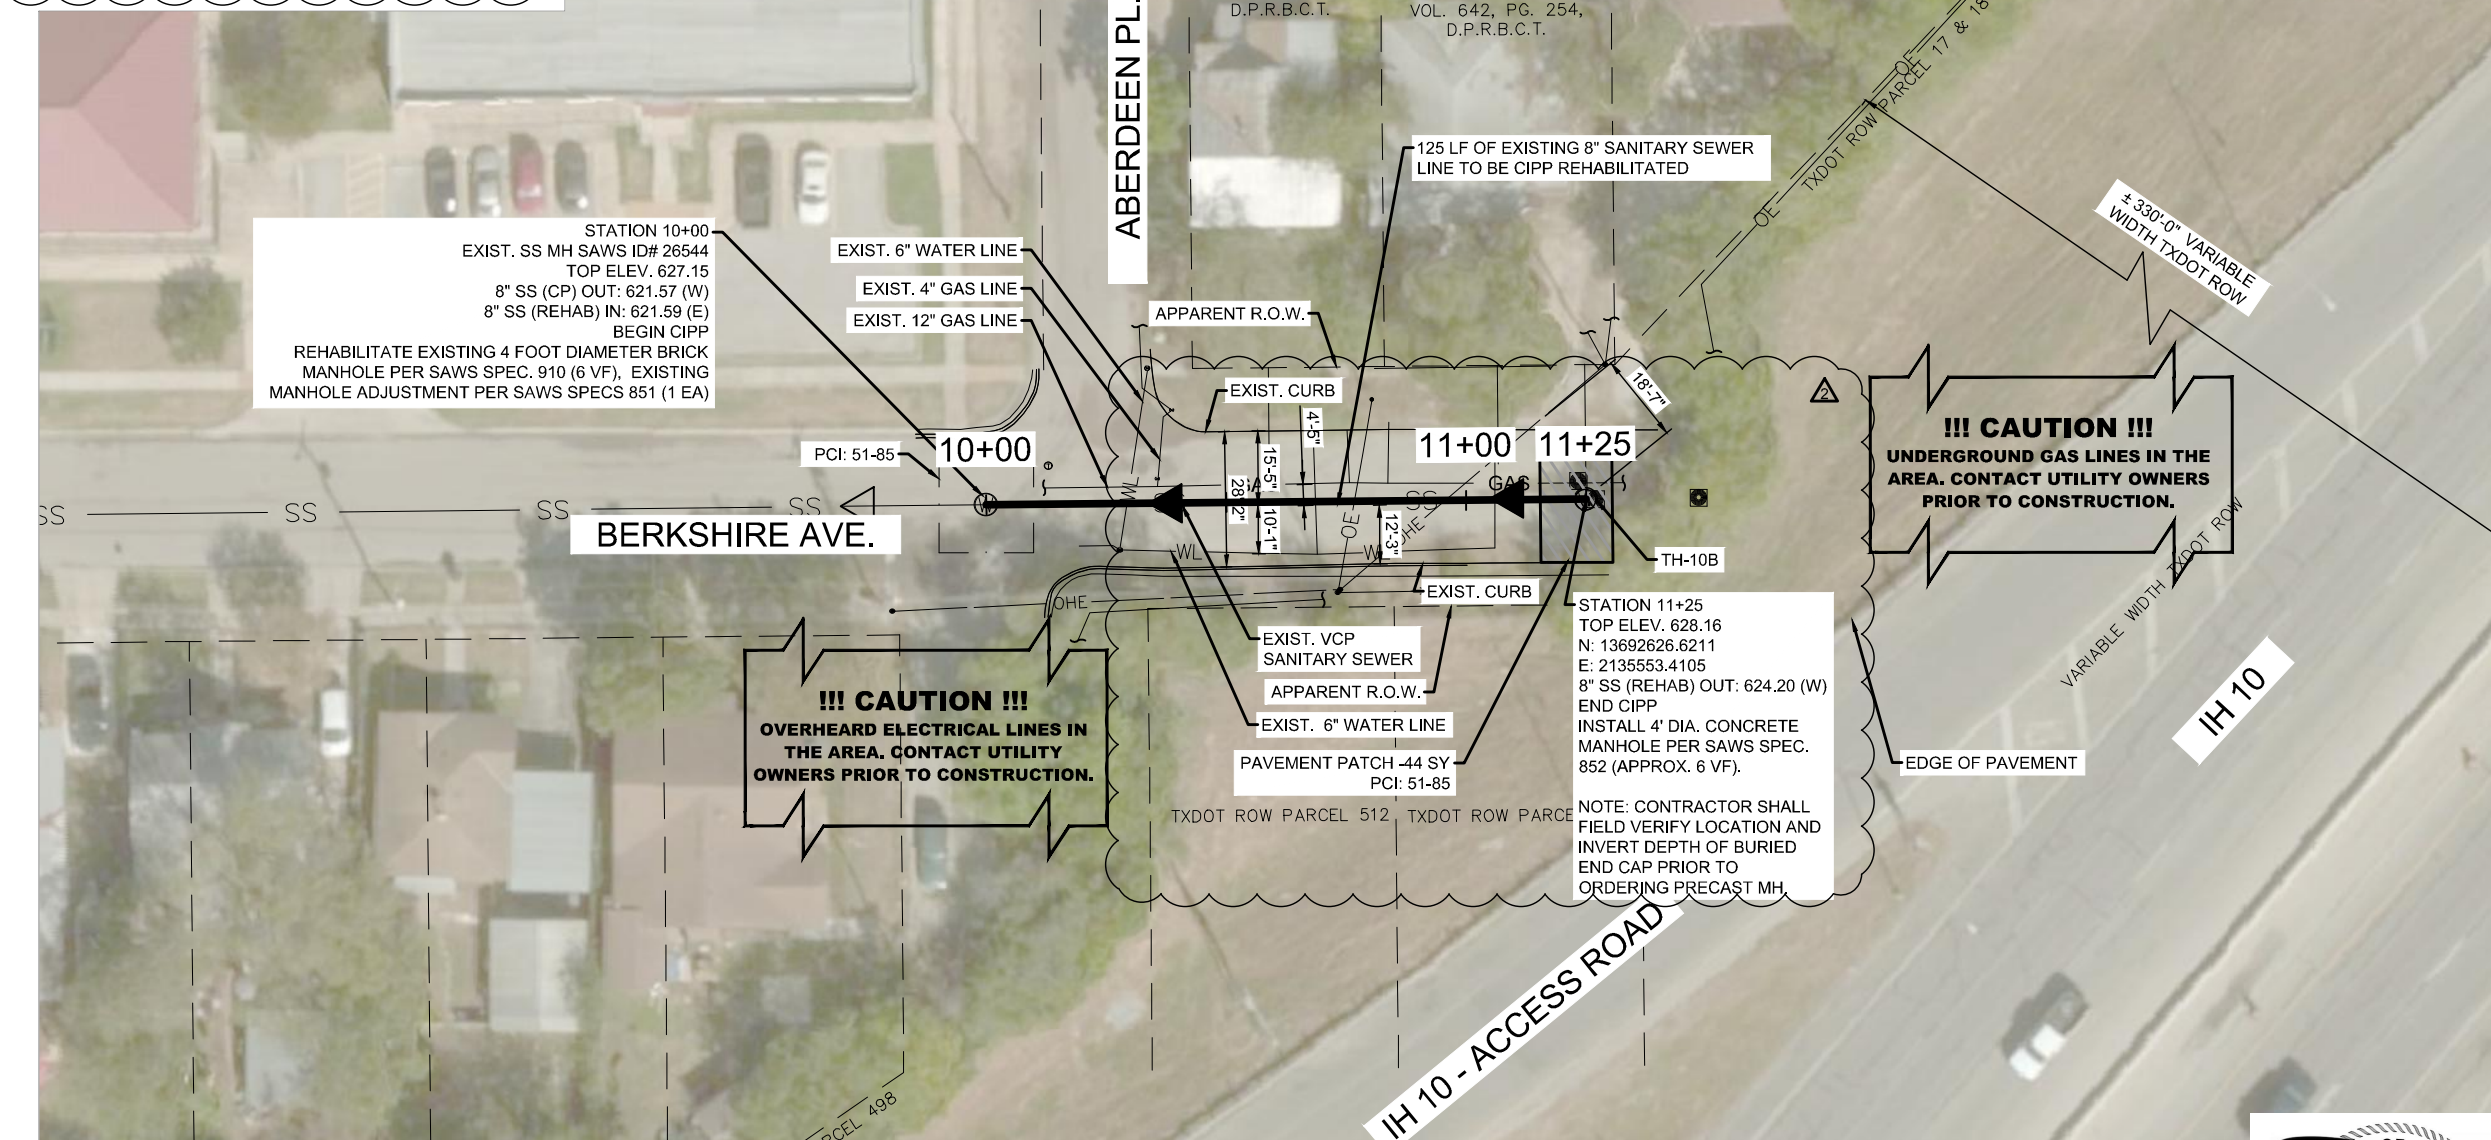 D.P.R.B.C.T.
VOL. 642, PG. 254,
D.P.R.B.C.T.
ABERDEEN PL.
OE
OE
TXDOT ROW PARCEL 17 & 18
125 LF OF EXISTING 8" SANITARY SEWER
LINE TO BE CIPP REHABILITATED
± 330'-0" VARIABLE
WIDTH TXDOT ROW
STATION 10+00
EXIST. SS MH SAWS ID# 26544
TOP ELEV. 627.15
8" SS (CP) OUT: 621.57 (W)
8" SS (REHAB) IN: 621.59 (E)
BEGIN CIPP
REHABILITATE EXISTING 4 FOOT DIAMETER BRICK
MANHOLE PER SAWS SPEC. 910 (6 VF), EXISTING
MANHOLE ADJUSTMENT PER SAWS SPECS 851 (1 EA)
EXIST. 6" WATER LINE
EXIST. 4" GAS LINE
EXIST. 12" GAS LINE
APPARENT R.O.W.
EXIST. CURB
18'-7"
2
4'-5"
15'-5"
28'-2"
10'-1"
12'-3"
PCI: 51-85
10+00
11+00
11+25
GAS
WL
SS
SS
SS
SS
SS
OE
OHE
WL
BERKSHIRE AVE.
!!! CAUTION !!!
UNDERGROUND GAS LINES IN THE
AREA. CONTACT UTILITY OWNERS
PRIOR TO CONSTRUCTION.
VARIABLE WIDTH TXDOT ROW
TH-10B
EXIST. CURB
OHE
EXIST. VCP
SANITARY SEWER
APPARENT R.O.W.
EXIST. 6" WATER LINE
PAVEMENT PATCH -44 SY
PCI: 51-85
STATION 11+25
TOP ELEV. 628.16
N: 13692626.6211
E: 2135553.4105
8" SS (REHAB) OUT: 624.20 (W)
END CIPP
INSTALL 4' DIA. CONCRETE
MANHOLE PER SAWS SPEC.
852 (APPROX. 6 VF).
NOTE: CONTRACTOR SHALL
FIELD VERIFY LOCATION AND
INVERT DEPTH OF BURIED
END CAP PRIOR TO
ORDERING PRECAST MH.
!!! CAUTION !!!
OVERHEARD ELECTRICAL LINES IN
THE AREA. CONTACT UTILITY
OWNERS PRIOR TO CONSTRUCTION.
EDGE OF PAVEMENT
IH 10
TXDOT ROW PARCEL 512
TXDOT ROW PARCE
IH 10 - ACCESS ROAD
RCEL 498